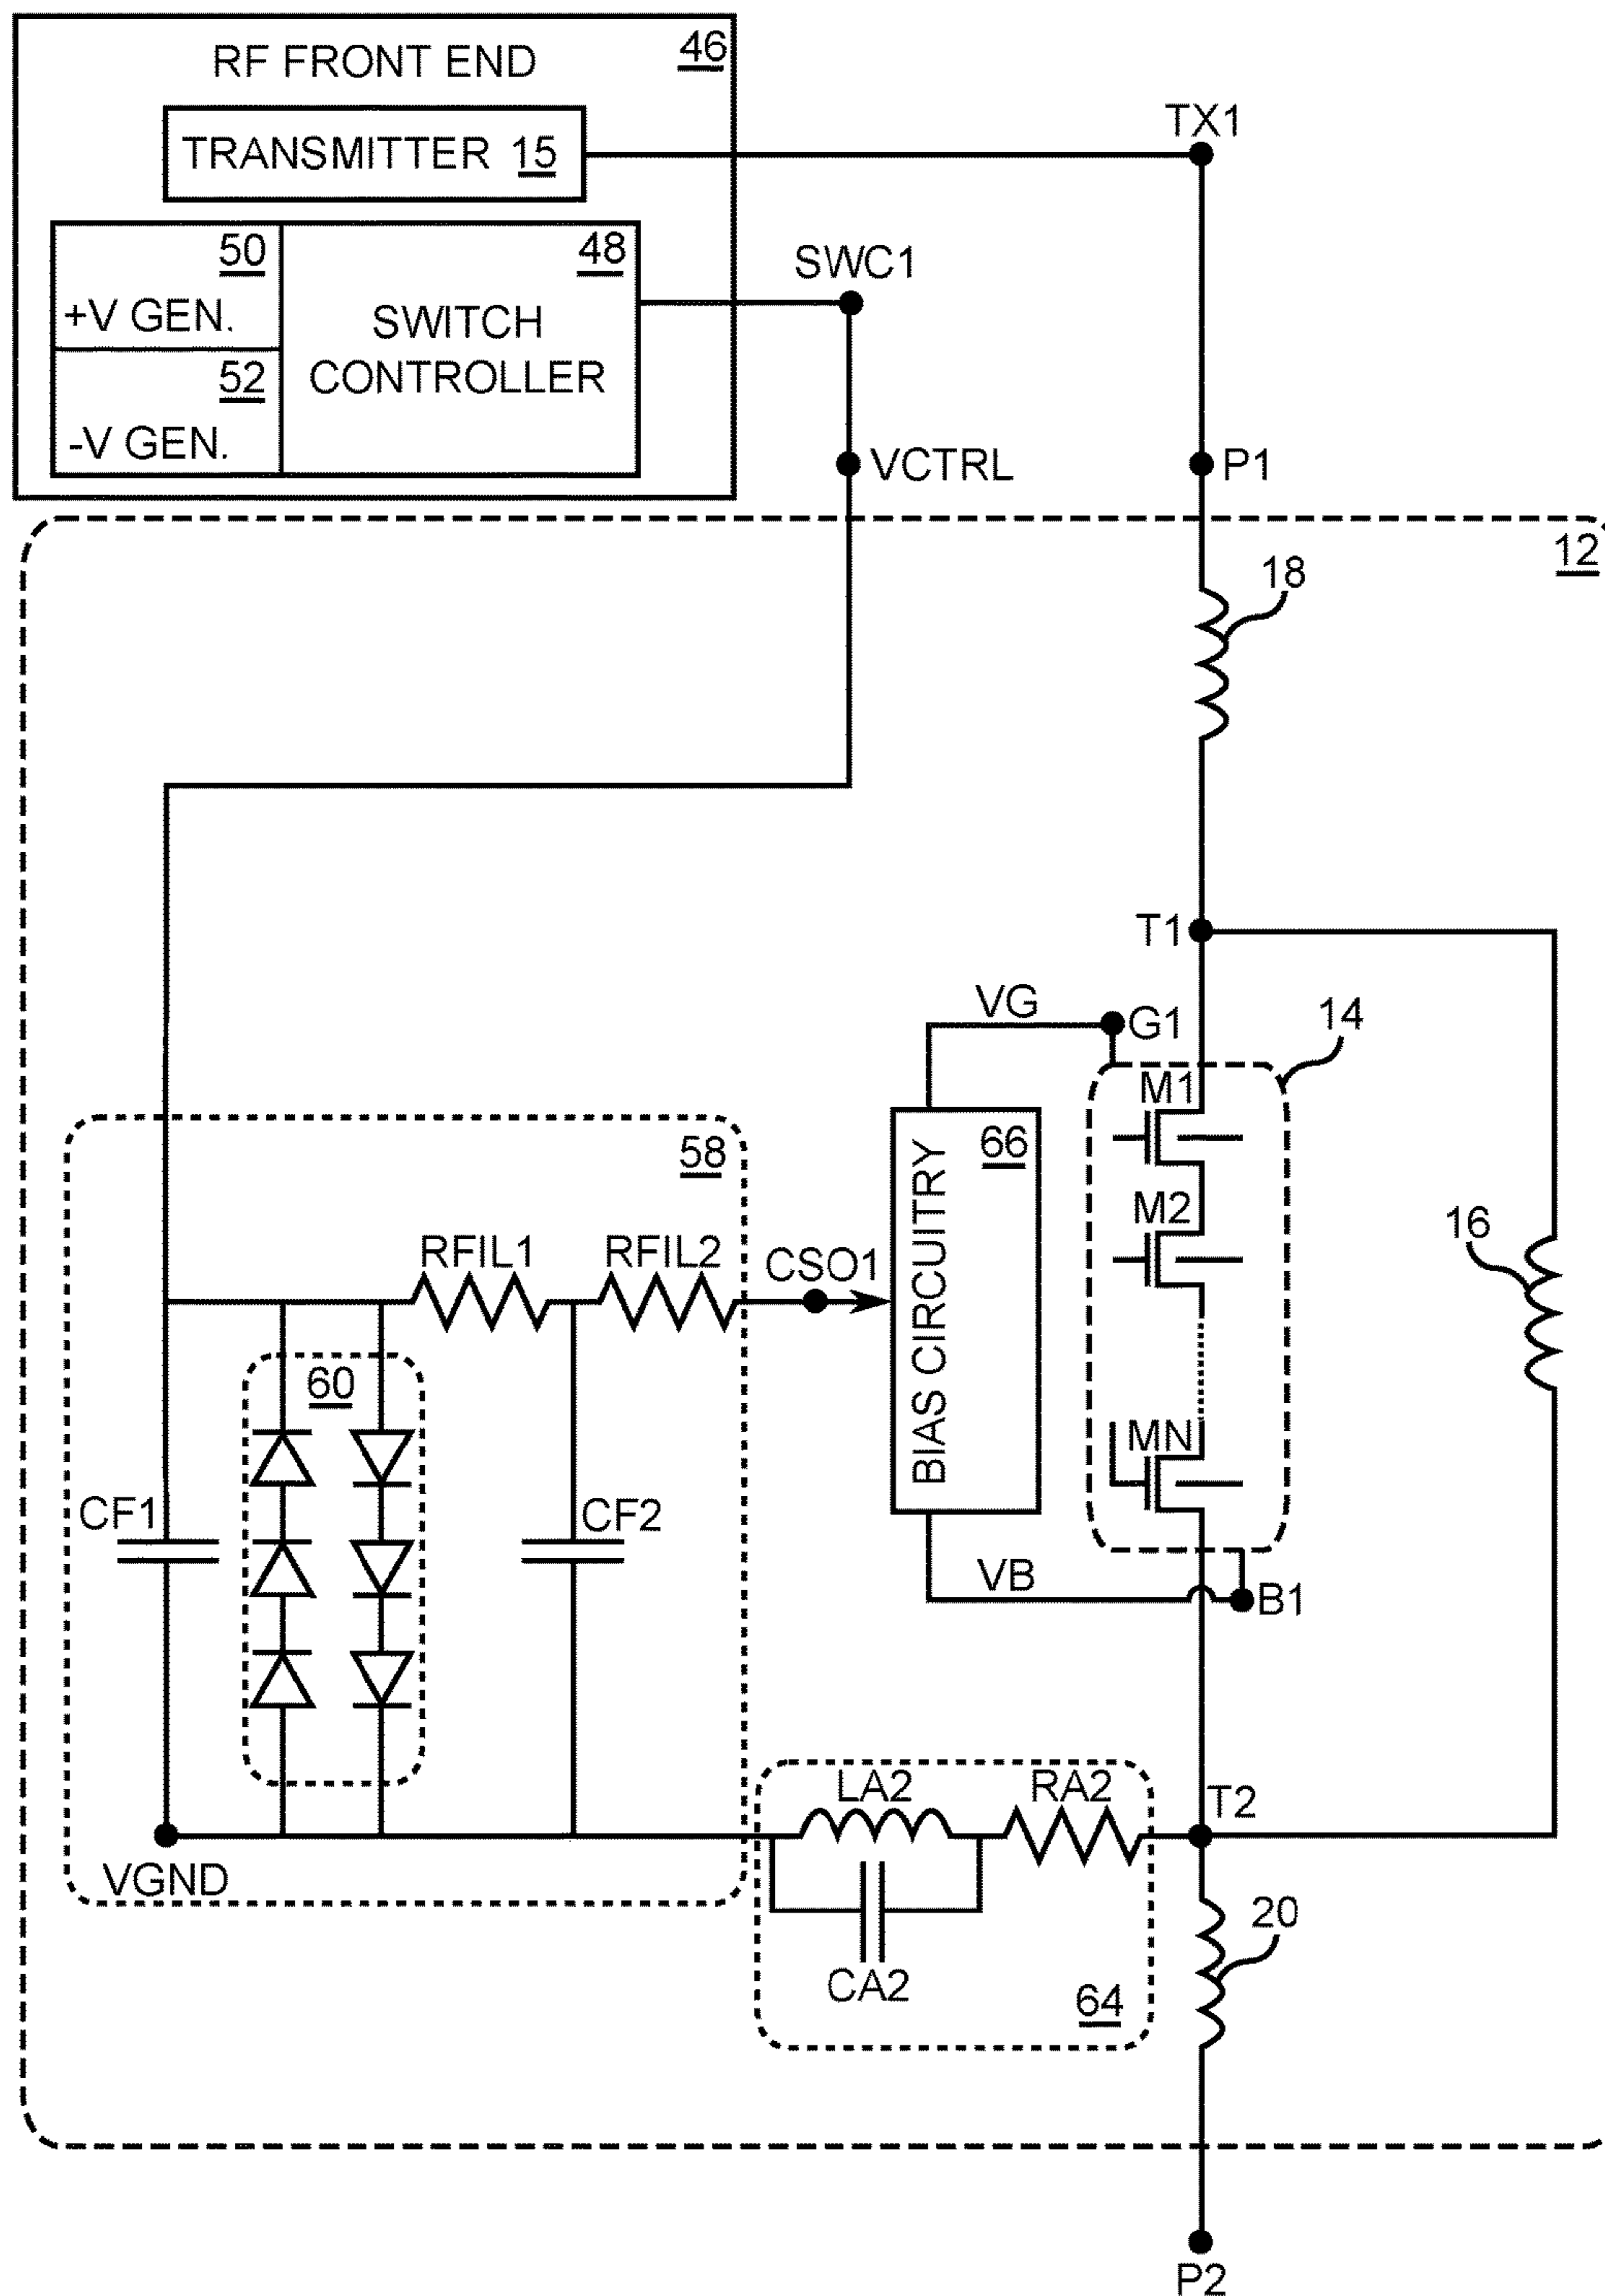 RF FRONT END 46
TRANSMITTER 15
TX1
50
+V GEN.
48
SWITCH
CONTROLLER
52
-V GEN.
SWC1
VCTRL
P1
12
18
T1
VG
G1
14
M1
58
66
BIAS CIRCUITRY
M2
16
RFIL1
RFIL2
CSO1
60
MN
CF1
CF2
VB
B1
LA2
RA2
T2
VGND
CA2
64
20
P2